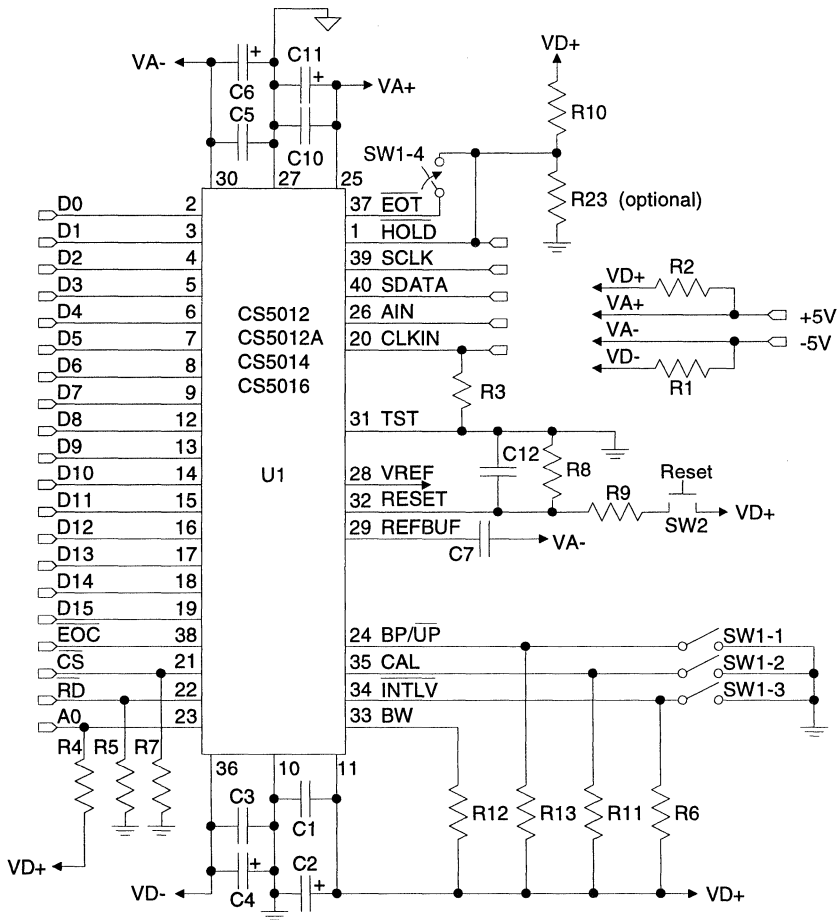 VD+
C11
VA-
+
+
VA+
C6
C5
R10
C10
SW1-4
30 27 25
R23 (optional)
D0 2 37 EOT
D1 3 1 HOLD
D2 4 39 SCLK
D3 5 40 SDATA
D4 6 26 AIN
D5 7 20 CLKIN
D6 8
D7 9
D8 12 31 TST
D9 13
D10 14 28 VREF
D11 15 32 RESET
D12 16 29 REFBUF
D13 17
D14 18
D15 19
EOC 38 24 BP/UP
CS 21 35 CAL
RD 22 34 INTLV
A0 23 33 BW
CS5012
CS5012A
CS5014
CS5016
U1
VD+ R2
VA+
+5V
VA-
-5V
VD-
R1
R3
C12
R8
R9
Reset
SW2
VD+
C7
VA-
SW1-1
SW1-2
SW1-3
R4 R5 R7
36 10 11
C3
C1
R12 R13 R11 R6
C2
+
+
C4
VD+
VD-
VD+